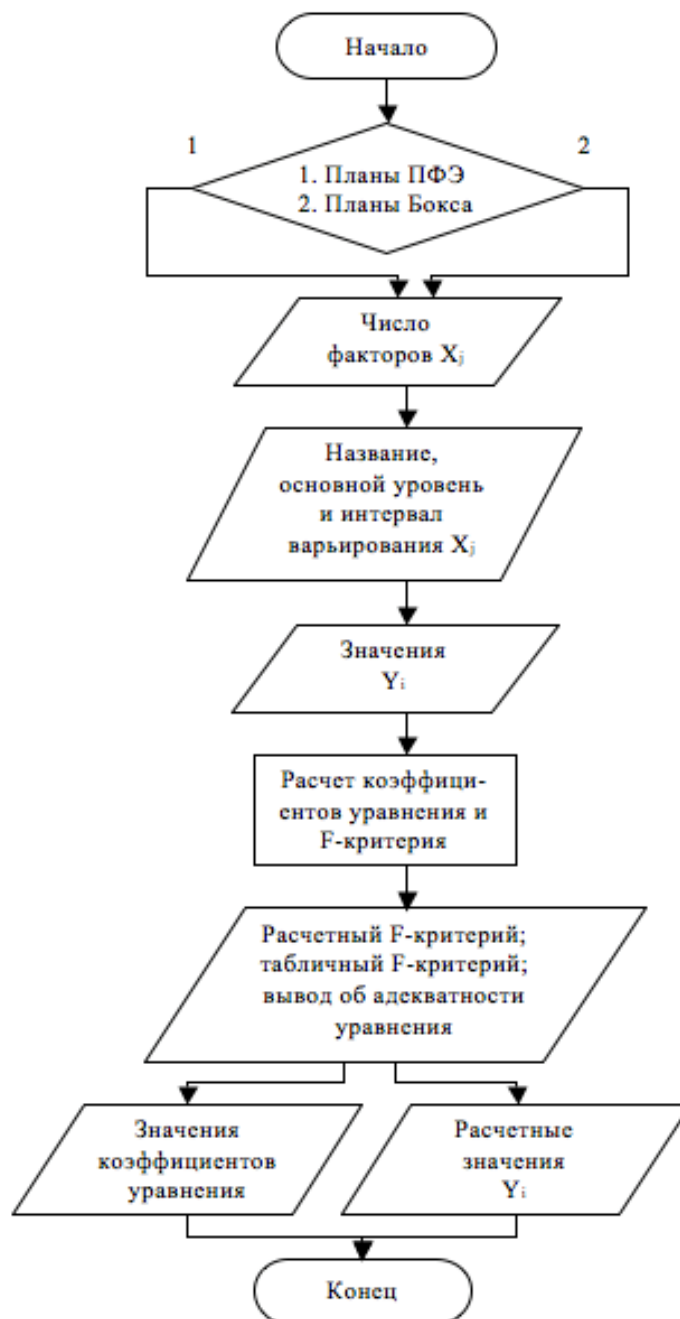 Начало
1
2
1. Планы ПФЭ
2. Планы Бокса
Число
факторов Xj
Название,
основной уровень
и интервал
варьирования Xj
Значения
Yi
Расчет коэффици-
ентов уравнения и
F-критерия
Расчетный F-критерий;
табличный F-критерий;
вывод об адекватности
уравнения
Значения
коэффициентов
уравнения
Расчетные
значения
Yi
Конец